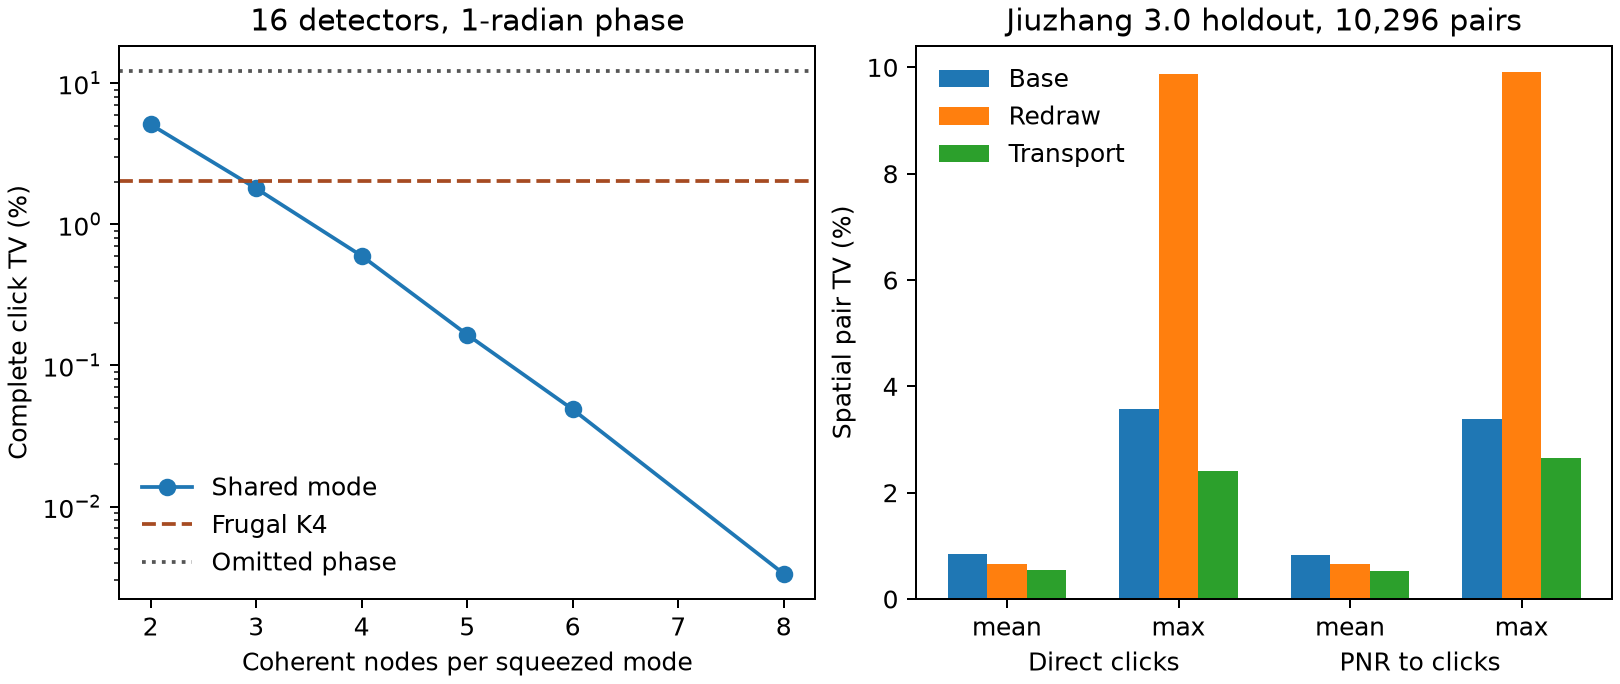 16 detectors, 1-radian phase
Complete click TV (%)
10¹
10⁰
10⁻¹
10⁻²
Shared mode
Frugal K4
Omitted phase
2 3 4 5 6 7 8
Coherent nodes per squeezed mode
Jiuzhang 3.0 holdout, 10,296 pairs
Spatial pair TV (%)
10
8
6
4
2
0
Base
Redraw
Transport
mean max mean max
Direct clicks PNR to clicks